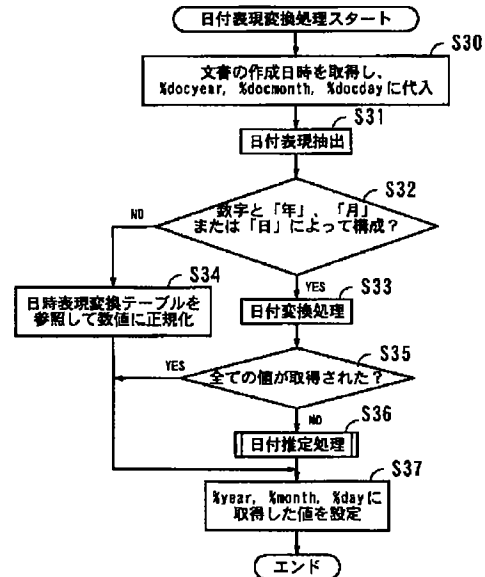 日付表現変換処理スタート
S30
文書の作成日時を取得し、
%docyear, %docmonth, %docdayに代入
S31
日付表現抽出
S32
数字と「年」、「月」
または「日」によって構成？
NO
YES
S34
日時表現変換テーブルを
参照して数値に正規化
S33
日付変換処理
S35
全ての値が取得された？
YES
NO
S36
日付推定処理
S37
%year, %month, %dayに
取得した値を設定
エンド